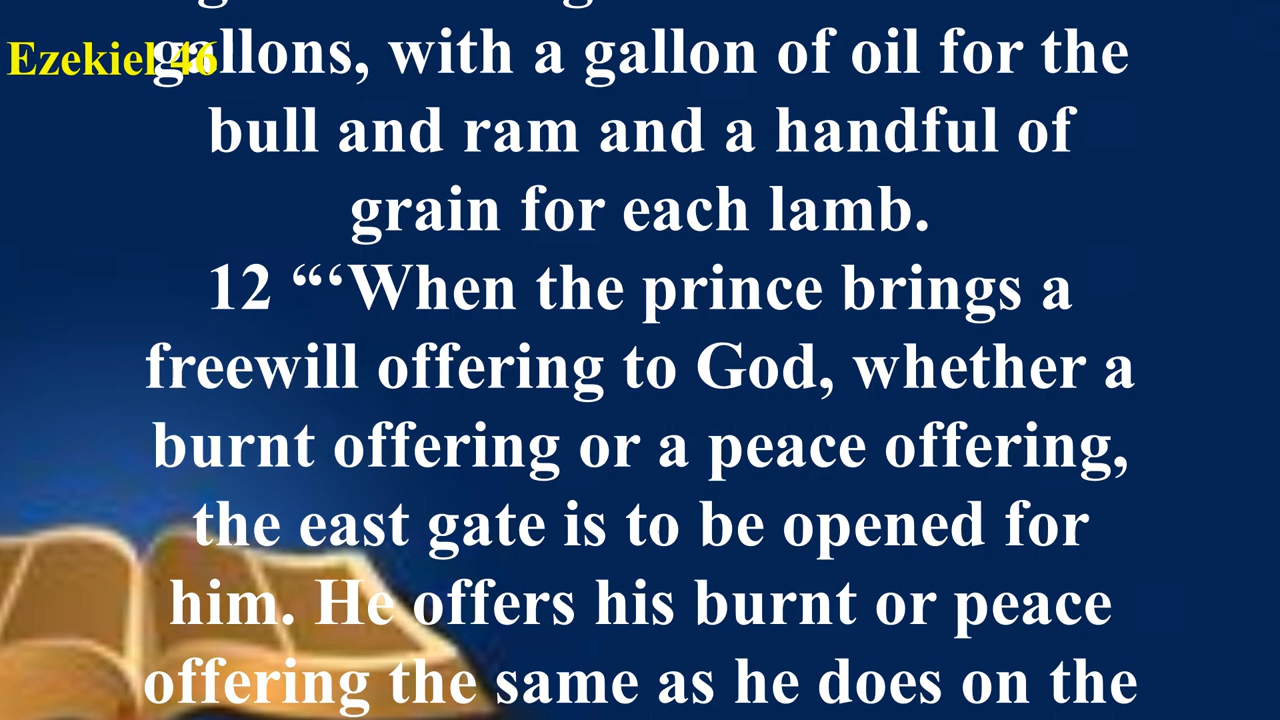 Ezekiel 46
gallons, with a gallon of oil for the
bull and ram and a handful of
grain for each lamb.
12 “‘When the prince brings a
freewill offering to God, whether a
burnt offering or a peace offering,
the east gate is to be opened for
him. He offers his burnt or peace
offering the same as he does on the